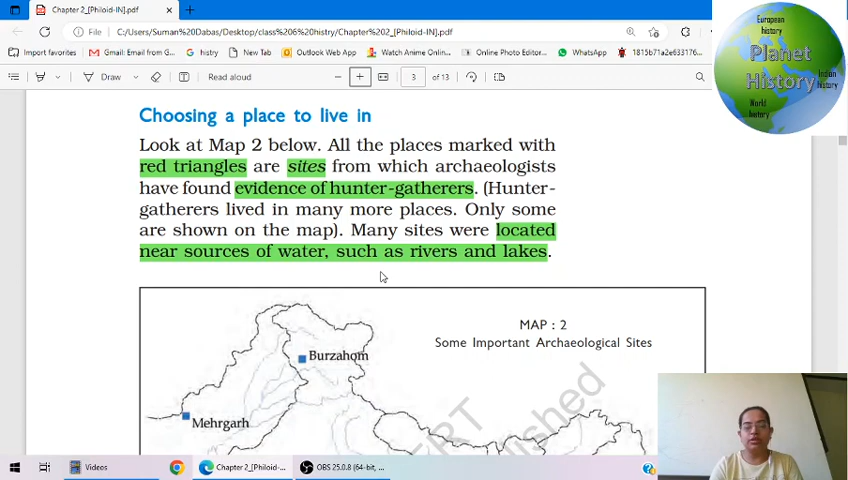 Chapter 2_[Philoid-IN].pdf
File C:/Users/Suman%20Dabas/Desktop/class%206%20histry/Chapter%202_[Philoid-IN].pdf
Import favorites Gmail: Email from G... histry New Tab Outlook Web App Watch Anime Onlin... Online Photo Editor... WhatsApp 1815b71a2e633176...
Draw Read aloud 3 of 13
European history
Planet
History
Indian history
World history
Choosing a place to live in
Look at Map 2 below. All the places marked with
red triangles are sites from which archaeologists
have found evidence of hunter-gatherers. (Hunter-
gatherers lived in many more places. Only some
are shown on the map). Many sites were located
near sources of water, such as rivers and lakes.
MAP : 2
Some Important Archaeological Sites
Burzahom
Mehrgarh
Videos Chapter 2_[Philoid-... OBS 25.0.8 (64-bit, ...